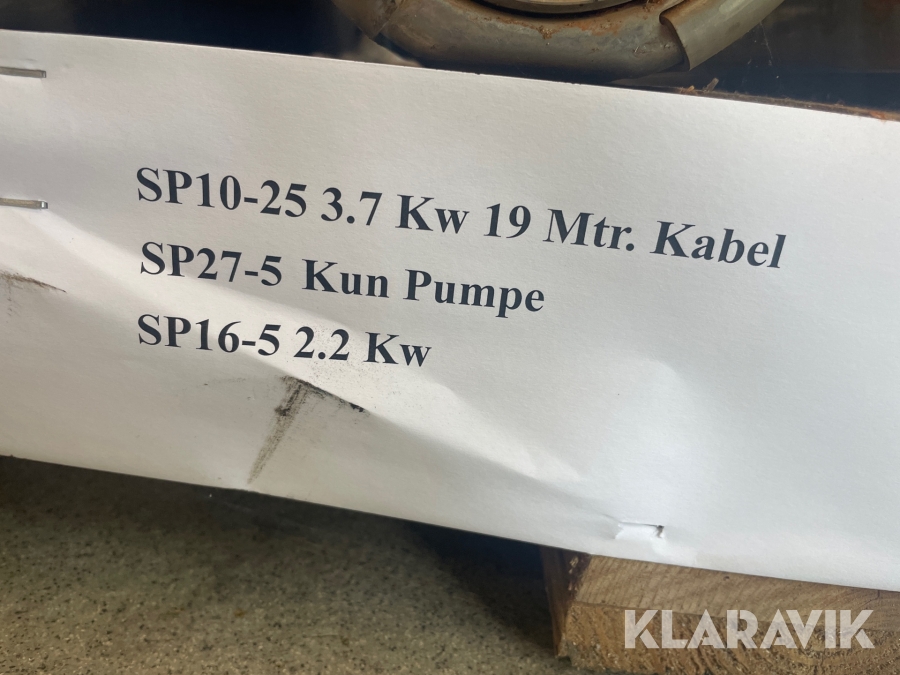 SP10-25 3.7 Kw 19 Mtr. Kabel
SP27-5 Kun Pumpe
SP16-5 2.2 Kw
KLARAVIK